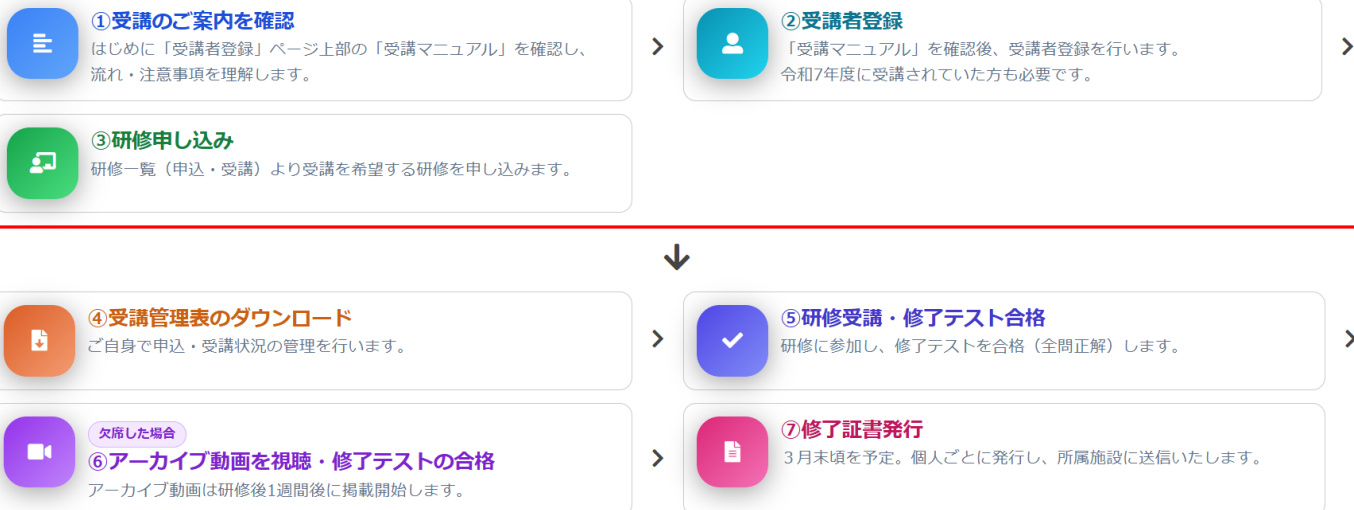 ①受講のご案内を確認
はじめに「受講者登録」ページ上部の「受講マニュアル」を確認し、
流れ・注意事項を理解します。
②受講者登録
「受講マニュアル」を確認後、受講者登録を行います。
令和7年度に受講されていた方も必要です。
③研修申し込み
研修一覧（申込・受講）より受講を希望する研修を申し込みます。
④受講管理表のダウンロード
ご自身で申込・受講状況の管理を行います。
⑤研修受講・修了テスト合格
研修に参加し、修了テストを合格（全問正解）します。
欠席した場合
⑥アーカイブ動画を視聴・修了テストの合格
アーカイブ動画は研修後1週間後に掲載開始します。
⑦修了証書発行
３月末頃を予定。個人ごとに発行し、所属施設に送信いたします。